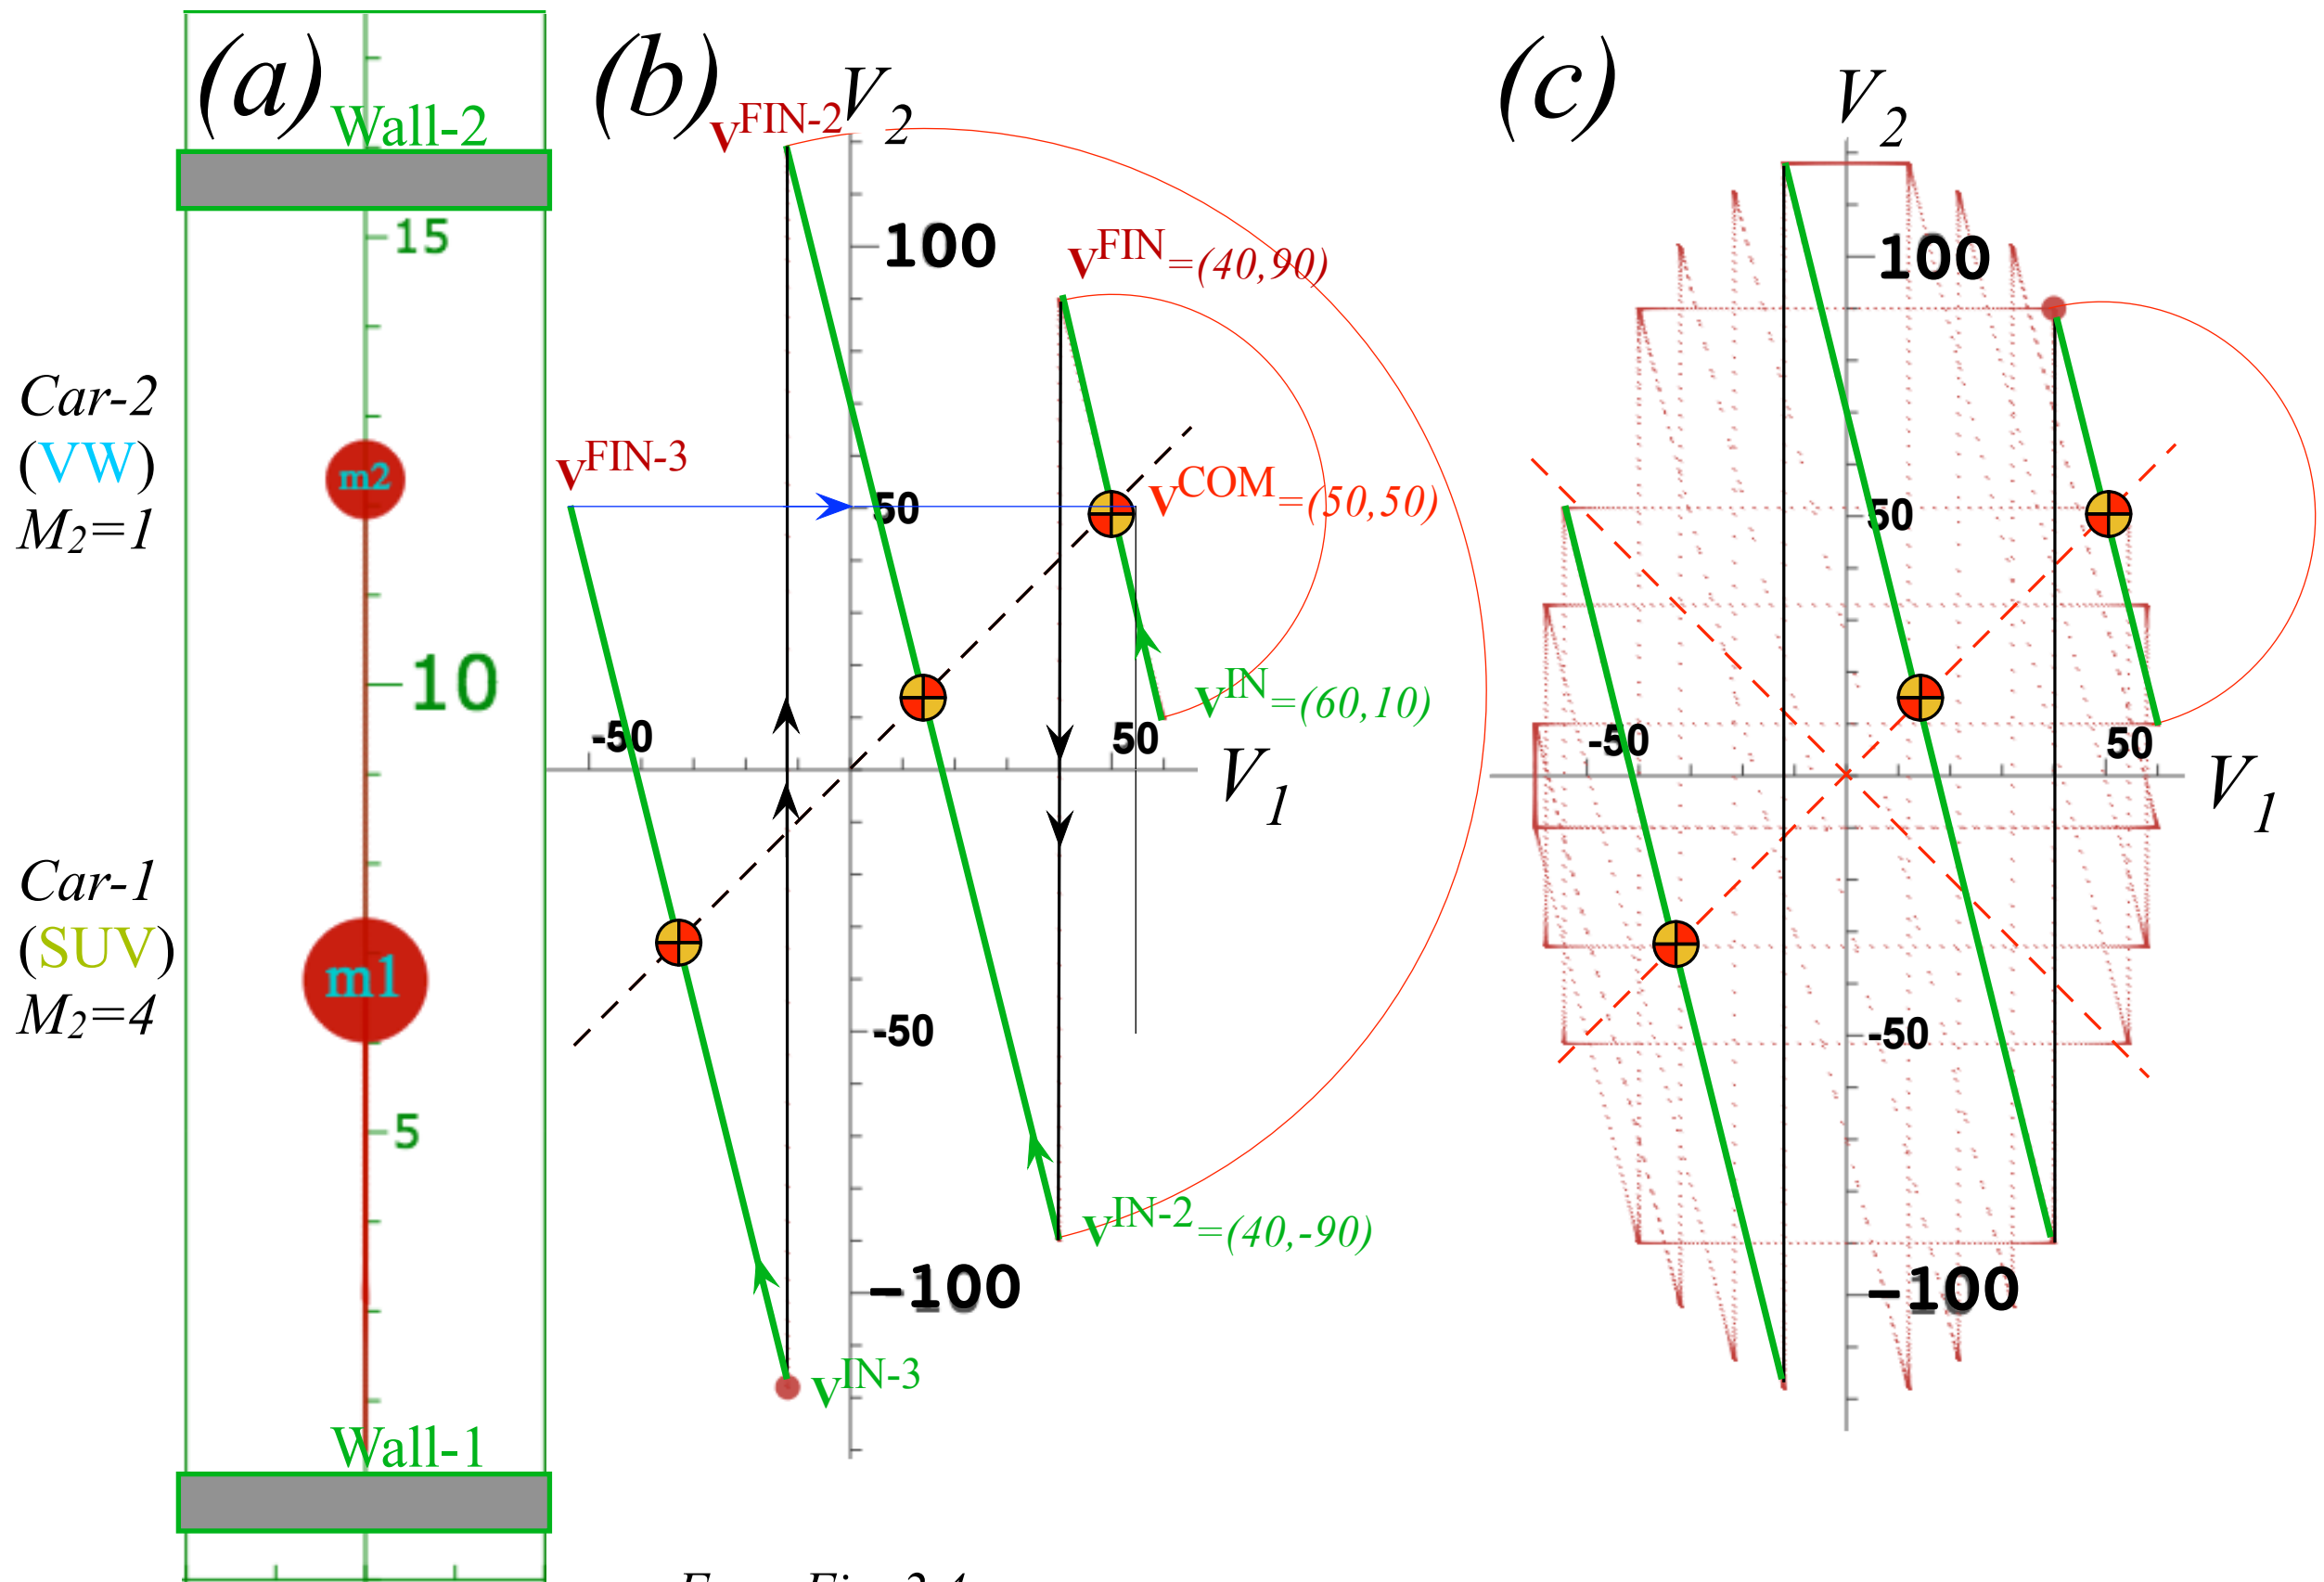 (a)
Wall-2
15
Car-2
(VW)
M2=1
m2
10
Car-1
(SUV)
M2=4
m1
5
Wall-1
(b)
V2
vFIN-2
100
vFIN=(40,90)
vFIN-3
50
vCOM=(50,50)
vIN=(60,10)
-50
50
V1
-50
vIN-2=(40,-90)
-100
vIN-3
(c)
V2
100
50
-50
50
V1
-50
-100